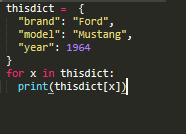 thisdict =  {
  "brand": "Ford",
  "model": "Mustang",
  "year": 1964
}
for x in thisdict:
  print(thisdict[x])